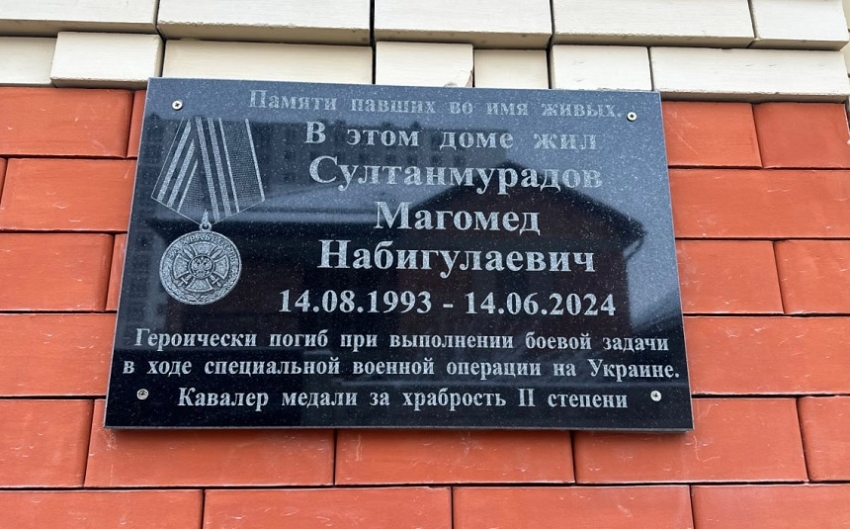 Памяти павших во имя живых.
В этом доме жил
Султанмурадов
Магомед
Набигулаевич
14.08.1993 - 14.06.2024
Героически погиб при выполнении боевой задачи
в ходе специальной военной операции на Украине.
Кавалер медали за храбрость II степени